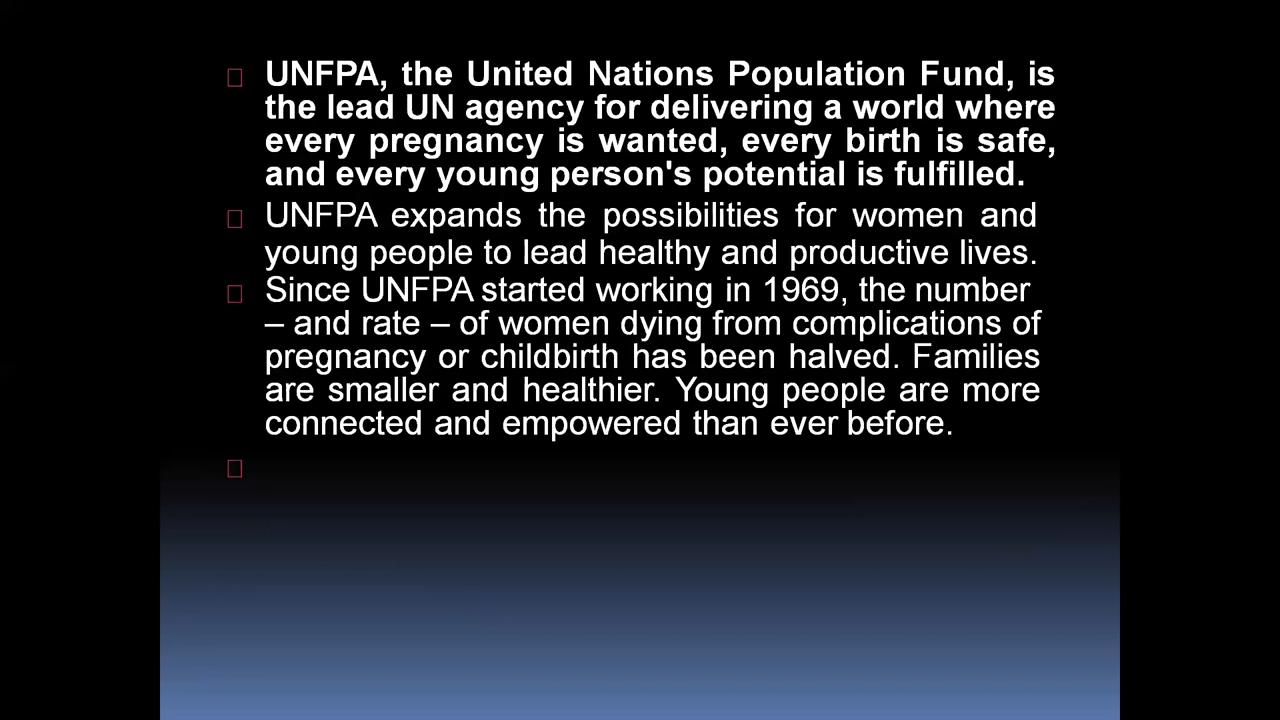 UNFPA, the United Nations Population Fund, is
the lead UN agency for delivering a world where
every pregnancy is wanted, every birth is safe,
and every young person's potential is fulfilled.
UNFPA expands the possibilities for women and
young people to lead healthy and productive lives.
Since UNFPA started working in 1969, the number
– and rate – of women dying from complications of
pregnancy or childbirth has been halved. Families
are smaller and healthier. Young people are more
connected and empowered than ever before.